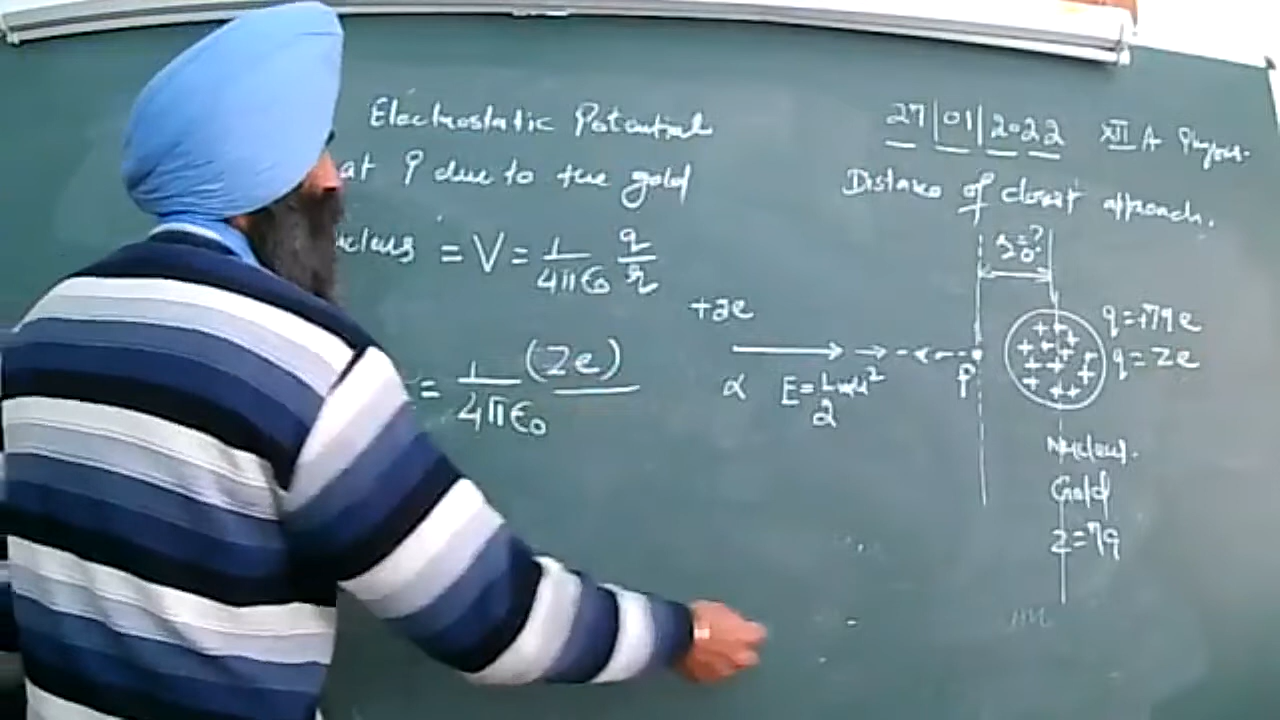 Electrostatic Potential
at P due to the gold
ucleus = V = 1/4πϵ₀ q/r
= 1/4πϵ₀ (Ze)/
27|01|2022 XII A Physics.
Distance of closest approach.
r₀=?
+2e
q=+79e
q=Ze
α E=1/2mu² P
Nucleus.
Gold
Z=79